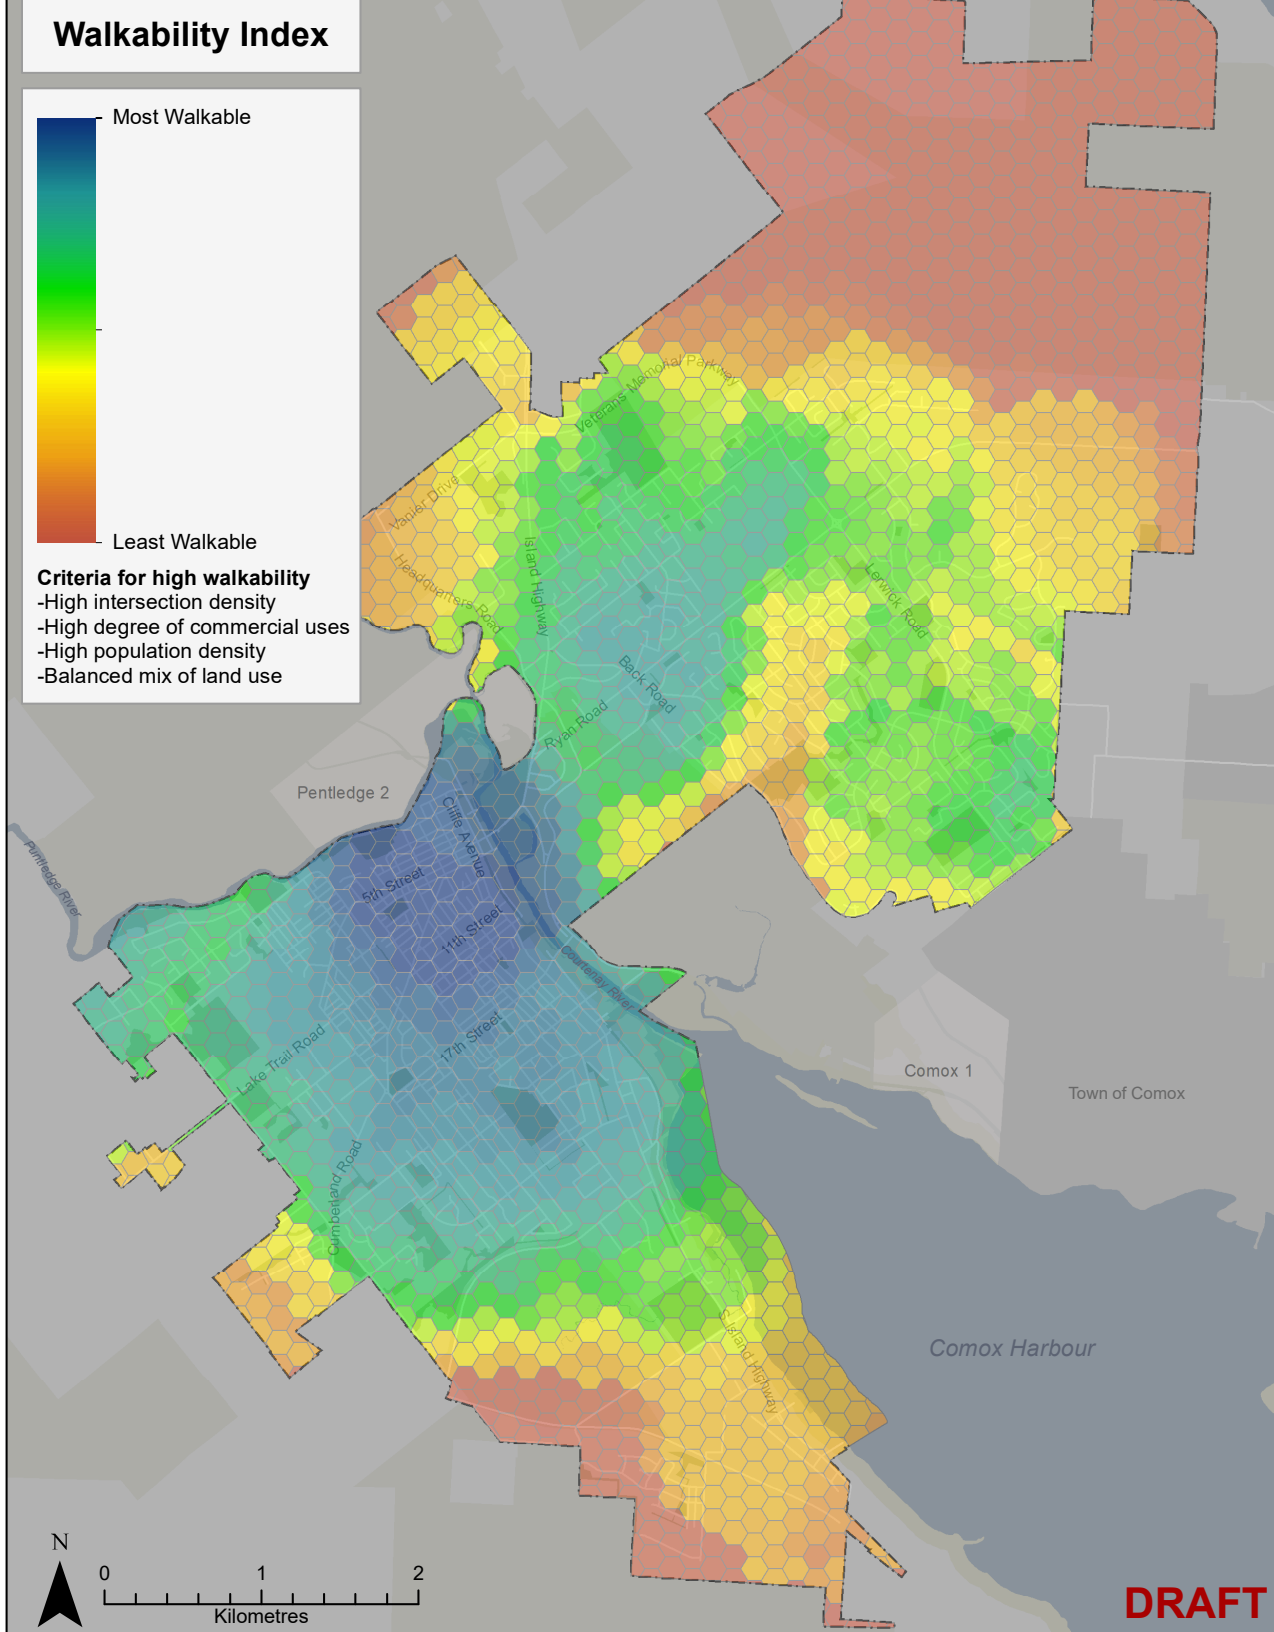 Walkability Index
Most Walkable
Least Walkable
Criteria for high walkability
-High intersection density
-High degree of commercial uses
-High population density
-Balanced mix of land use
Veterans Memorial Parkway
Vanier Drive
Headquarters Road
Island Highway
Lerwick Road
Back Road
Ryan Road
Pentledge 2
Cliffe Avenue
Puntledge River
5th Street
11th Street
Courtenay River
17th Street
Lake Trail Road
Comox 1
Town of Comox
Cumberland Road
S Island Highway
Comox Harbour
N
0 1 2
Kilometres
DRAFT